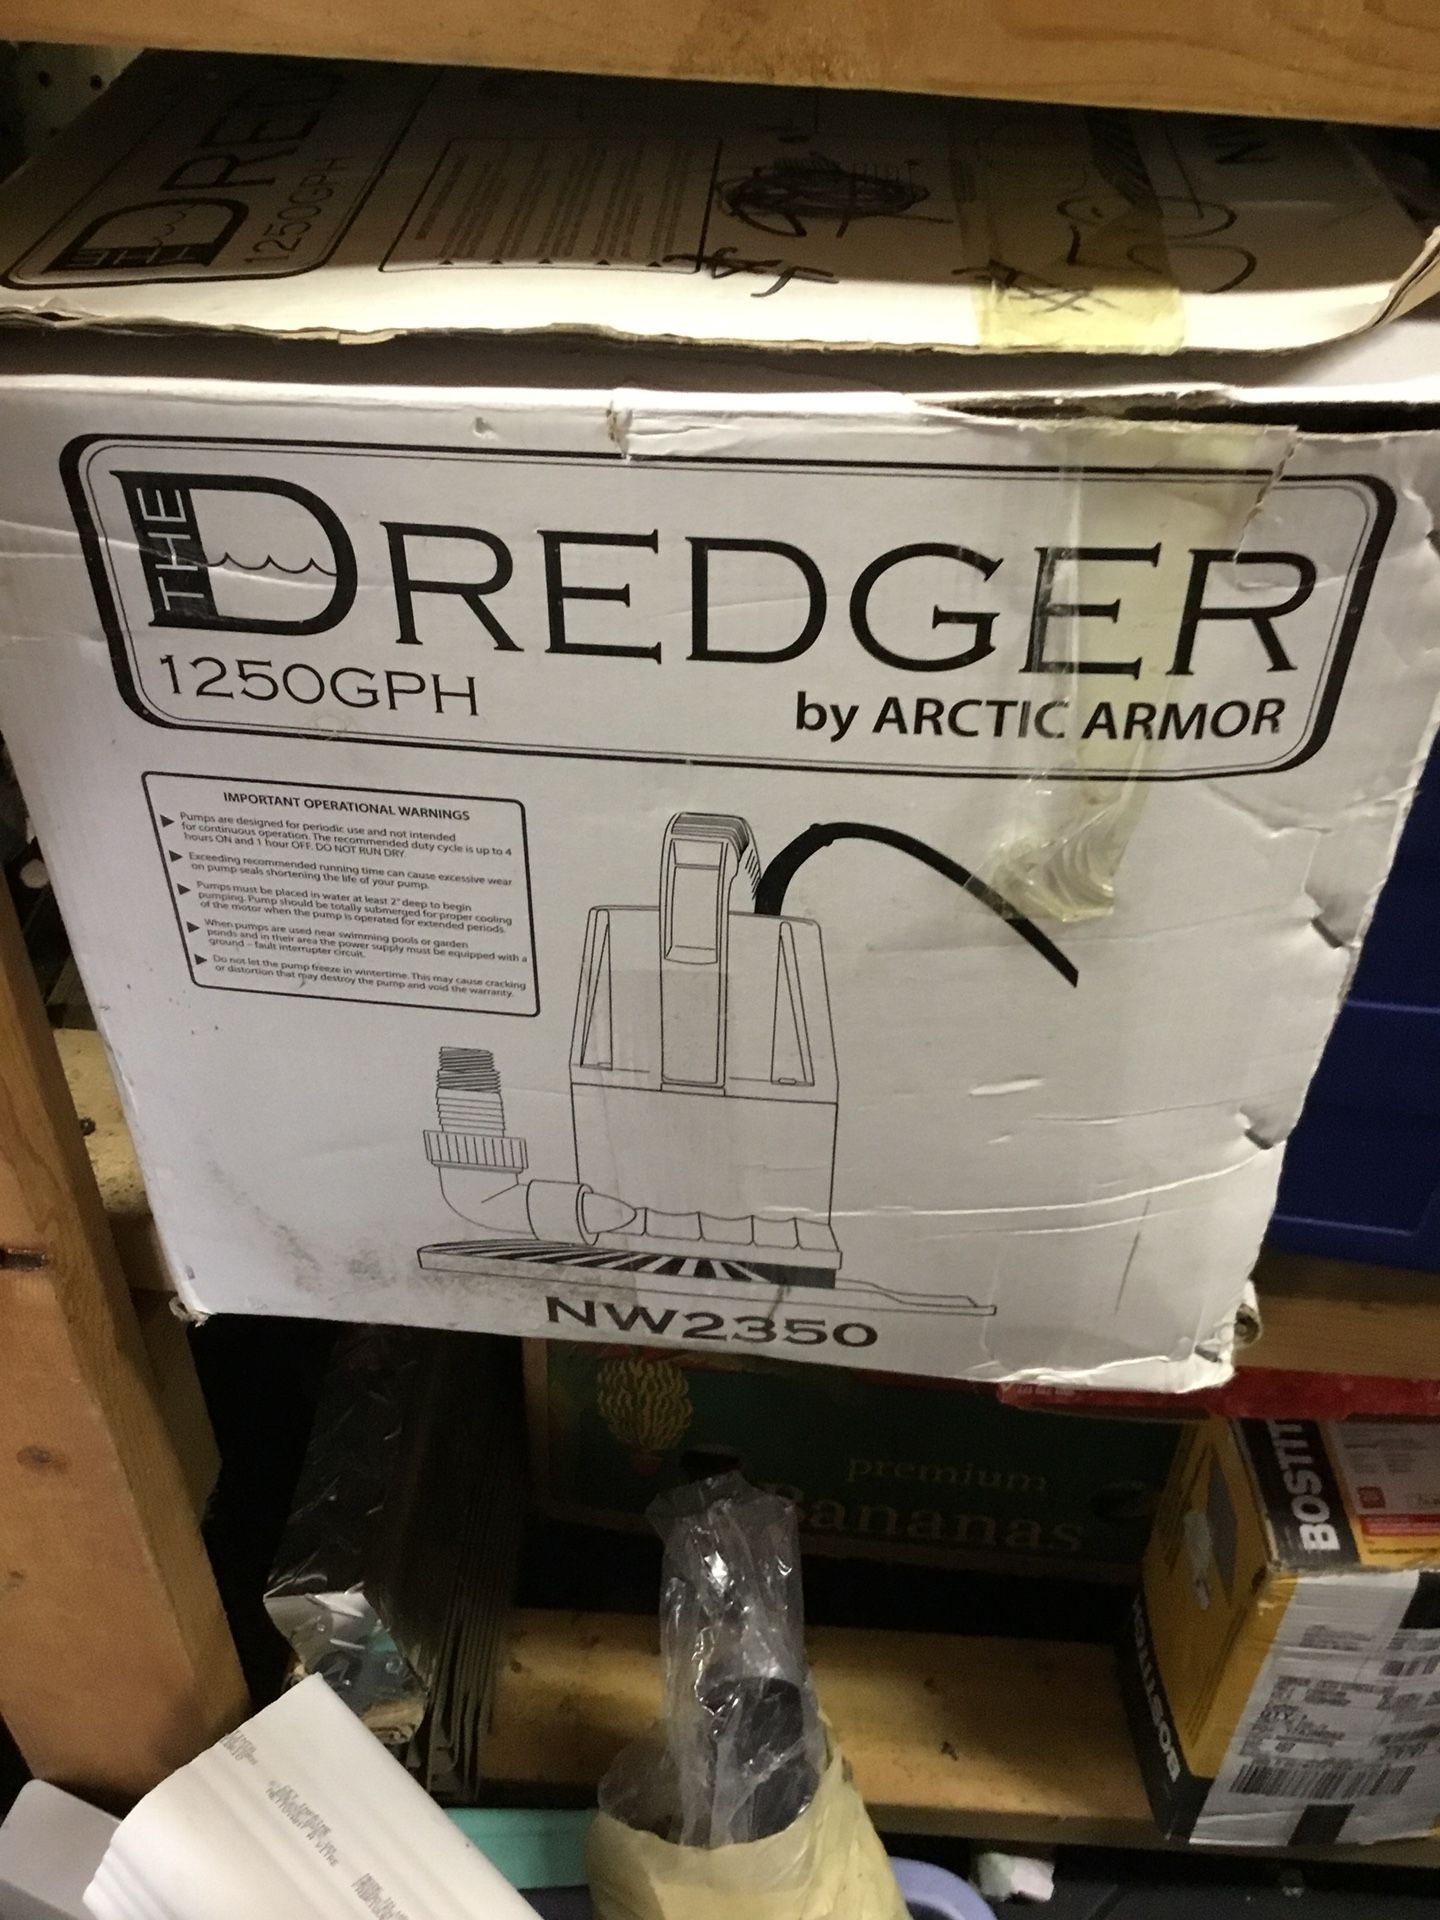 THE DREDGER
1250GPH
THE DREDGER
1250GPH
by ARCTIC ARMOR
IMPORTANT OPERATIONAL WARNINGS
Pumps are designed for periodic use and not intended
for continuous operation. The recommended duty cycle is up to 4
hours ON and 1 hour OFF. DO NOT RUN DRY.
Exceeding recommended running time can cause excessive wear
on pump seals shortening the life of your pump.
Pumps must be placed in water at least 2" deep to begin
pumping. Pump should be totally submerged for proper cooling
of the motor when the pump is operated for extended periods.
When pumps are used near swimming pools or garden
ponds and in their area the power supply must be equipped with a
ground - fault interrupter circuit.
Do not let the pump freeze in wintertime. This may cause cracking
or distortion that may destroy the pump and void the warranty.
NW2350
premium
Bananas
BOSTIT
BOSTITCH